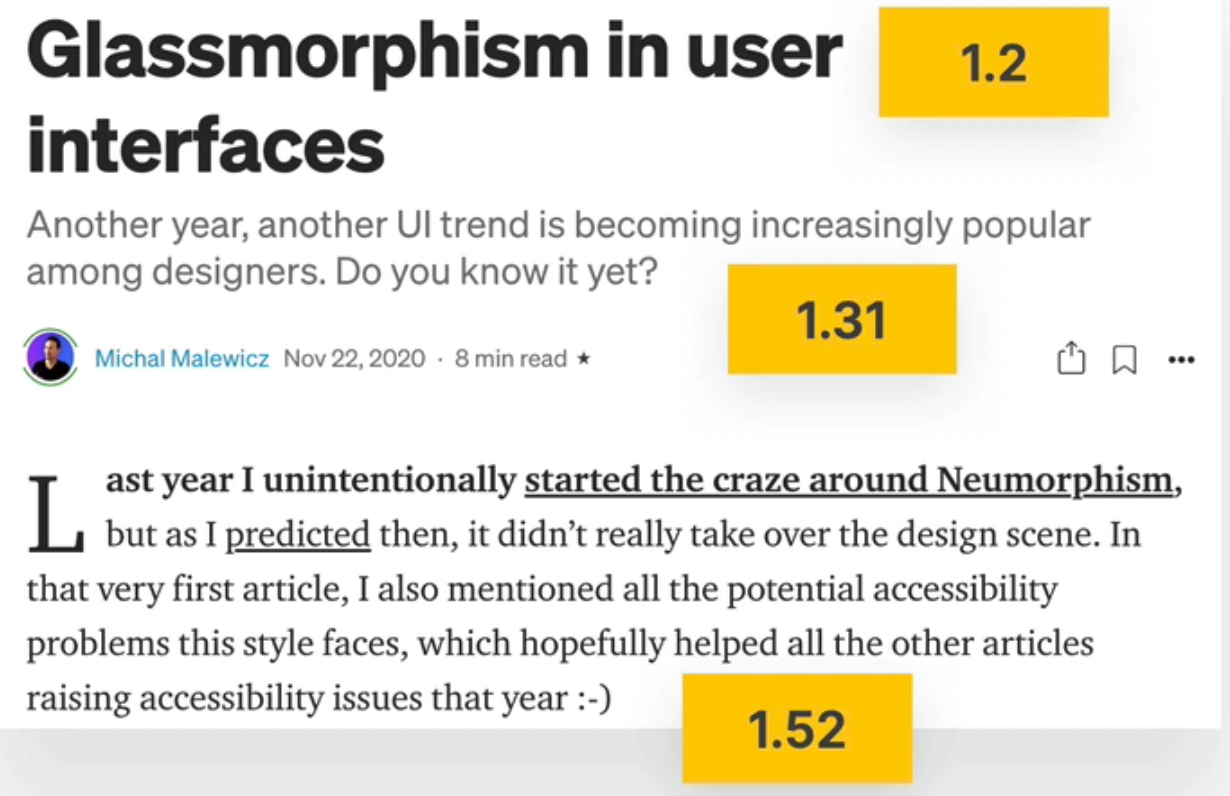 Glassmorphism in user
1.2
interfaces
Another year, another UI trend is becoming increasingly popular
among designers. Do you know it yet?
1.31
Michal Malewicz Nov 22, 2020 · 8 min read ★
Last year I unintentionally started the craze around Neumorphism,
but as I predicted then, it didn’t really take over the design scene. In
that very first article, I also mentioned all the potential accessibility
problems this style faces, which hopefully helped all the other articles
raising accessibility issues that year :-)
1.52